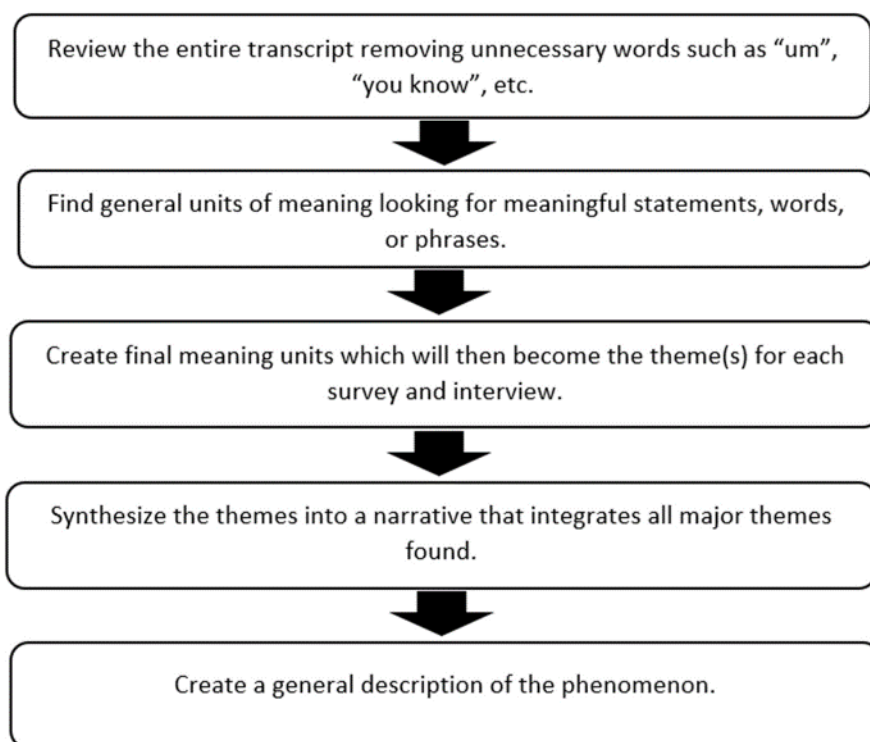 Review the entire transcript removing unnecessary words such as “um”,
“you know”, etc.
Find general units of meaning looking for meaningful statements, words,
or phrases.
Create final meaning units which will then become the theme(s) for each
survey and interview.
Synthesize the themes into a narrative that integrates all major themes
found.
Create a general description of the phenomenon.